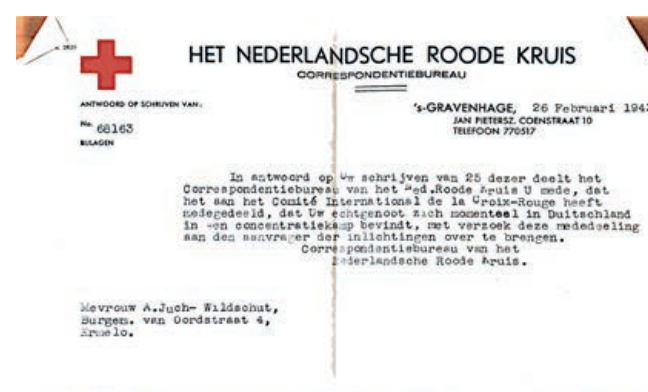 HET NEDERLANDSCHE ROODE KRUIS
CORRESPONDENTIEBUREAU
ANTWOORD OP SCHRIJVEN VAN:
No. 68163
BIJLAGEN
's-GRAVENHAGE, 26 Februari 1943
JAN PIETERSZ. COENSTRAAT 10
TELEFOON 770517
In antwoord op Uw schrijven van 25 dezer deelt het
Correspondentiebureau van het Ned.Roode Kruis U mede, dat
het aan het Comité International de la Croix-Rouge heeft
medegedeeld, dat Uw echtgenoot zich momenteel in Duitschland
in een concentratiekamp bevindt, met verzoek deze mededeeling
aan den aanvrager der inlichtingen over te brengen.
Correspondentiebureau van het
Nederlandsche Roode Kruis.
Mevrouw A.Juch- Wildschut,
Burgem. van Oordstraat 4,
Ermelo.